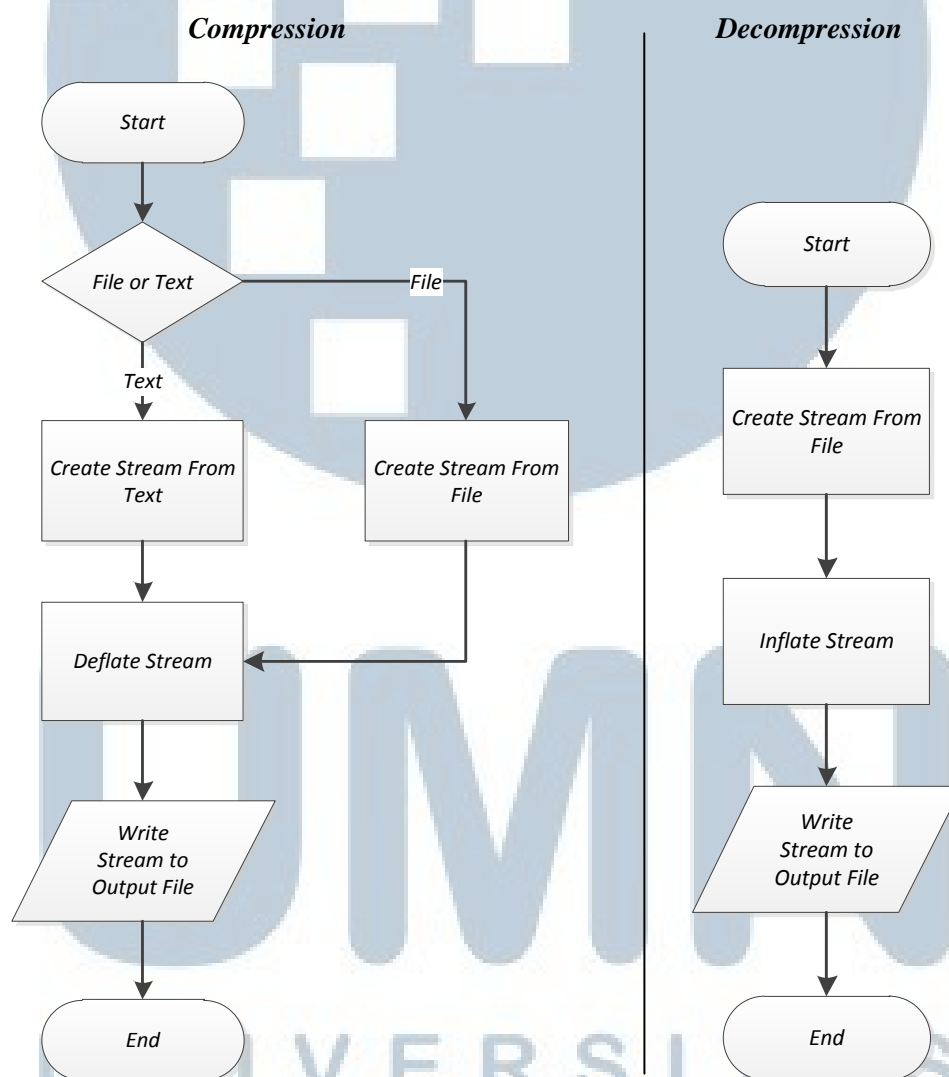 Compression
Start
File or Text
File
Text
Create Stream From
Text
Create Stream From
File
Deflate Stream
Write
Stream to
Output File
End
Decompression
Start
Create Stream From
File
Inflate Stream
Write
Stream to
Output File
End
UMN